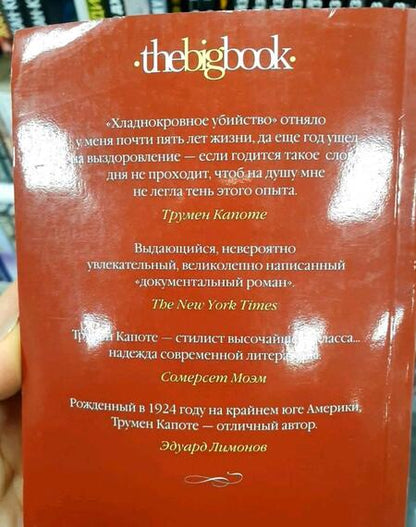 ·thebigbook·
«Хладнокровное убийство» отняло
у меня почти пять лет жизни, да еще год ушел
на выздоровление — если годится такое
дня не проходит, чтоб на душу мне
не легла тень этого опыта.
Трумен Капоте
Выдающийся, невероятно
увлекательный, великолепно написанный
«документальный роман».
The New York Times
Трумен Капоте — стилист высочайшего класса...
надежда современной литературы.
Сомерсет Моэм
Рожденный в 1924 году на крайнем юге Америки,
Трумен Капоте — отличный автор.
Эдуард Лимонов